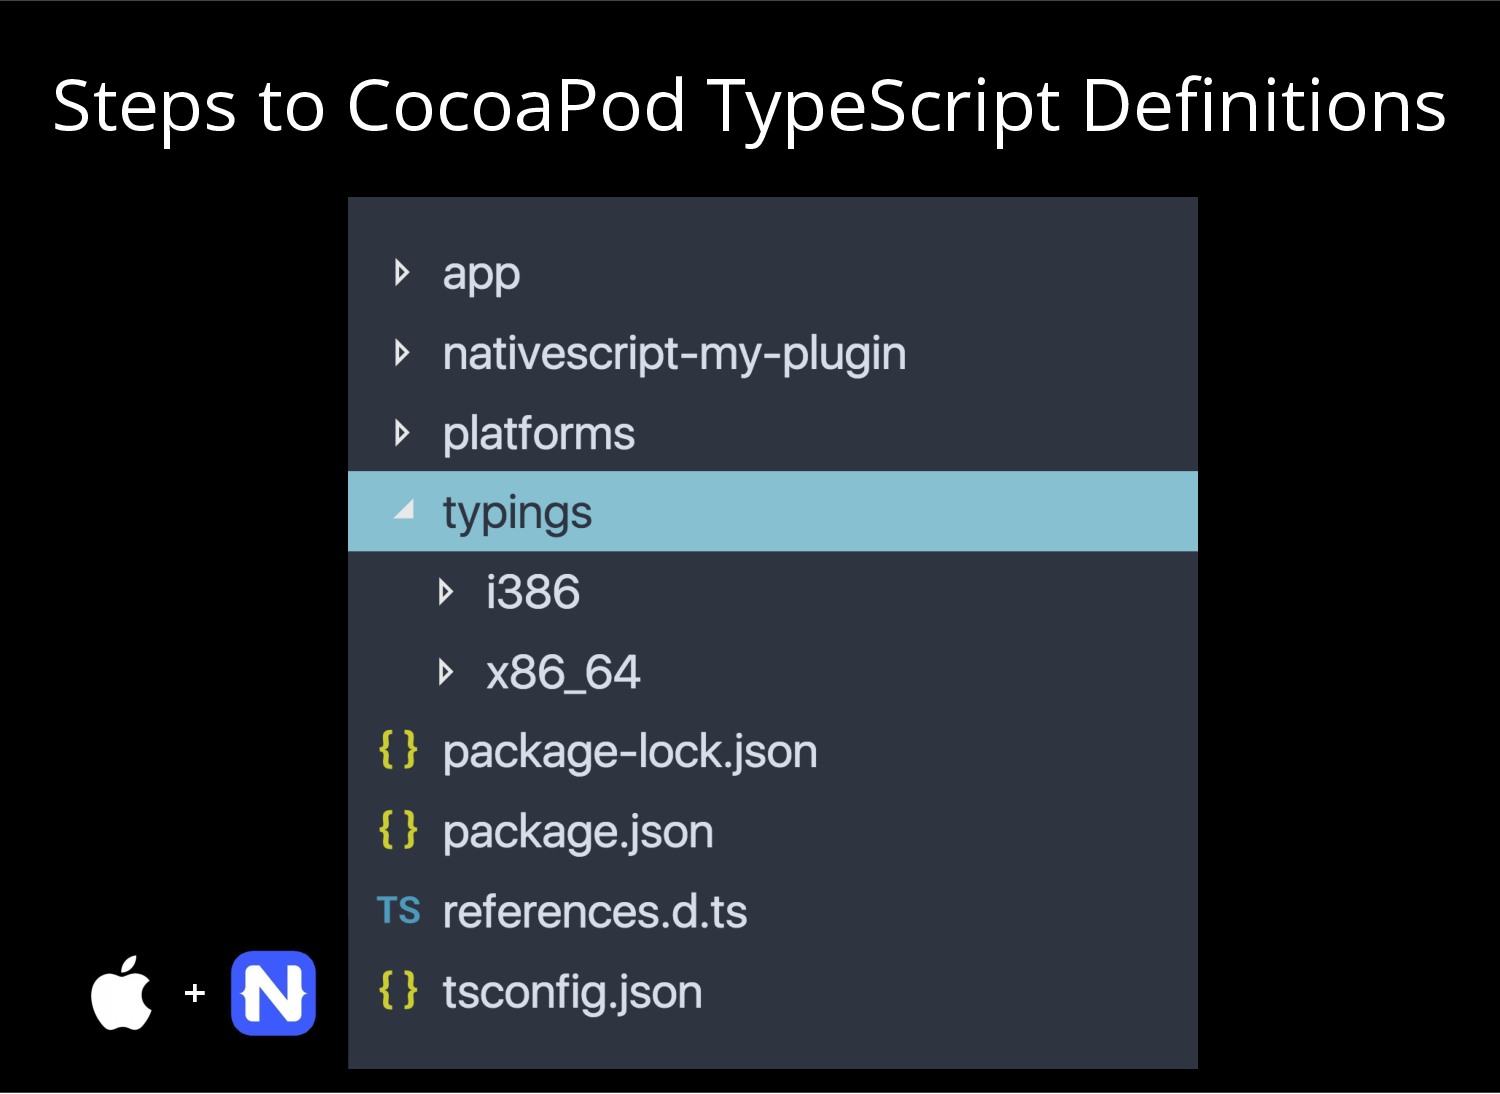 Steps to CocoaPod TypeScript Definitions
app
nativescript-my-plugin
platforms
typings
i386
x86_64
{ } package-lock.json
{ } package.json
TS references.d.ts
{ } tsconfig.json
+ N